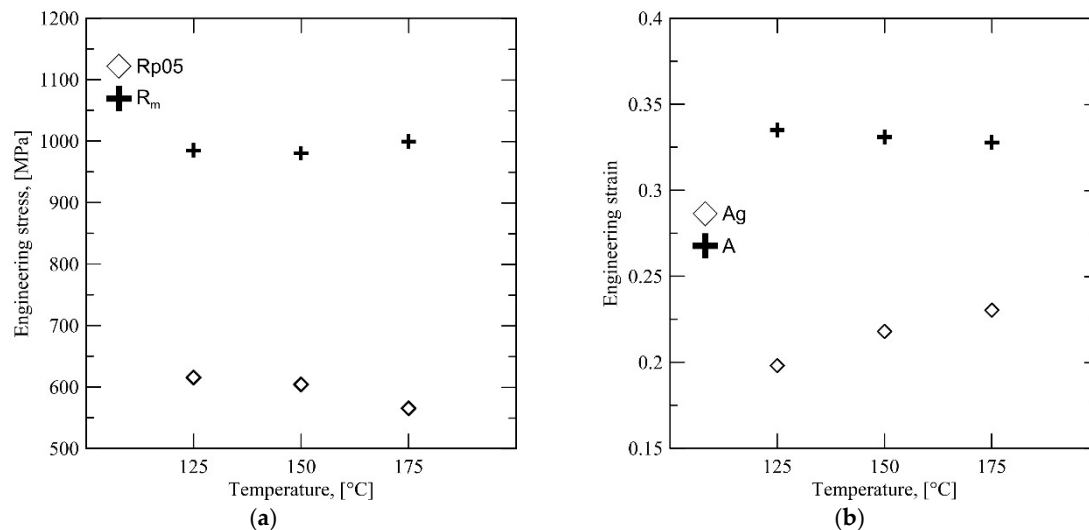 1200
1100
1000
900
800
700
600
500
Engineering stress, [MPa]
Rp05
Rₘ
125 150 175
Temperature, [°C]
(a)
0.4
0.35
0.3
0.25
0.2
0.15
Engineering strain
Ag
A
125 150 175
Temperature, [°C]
(b)